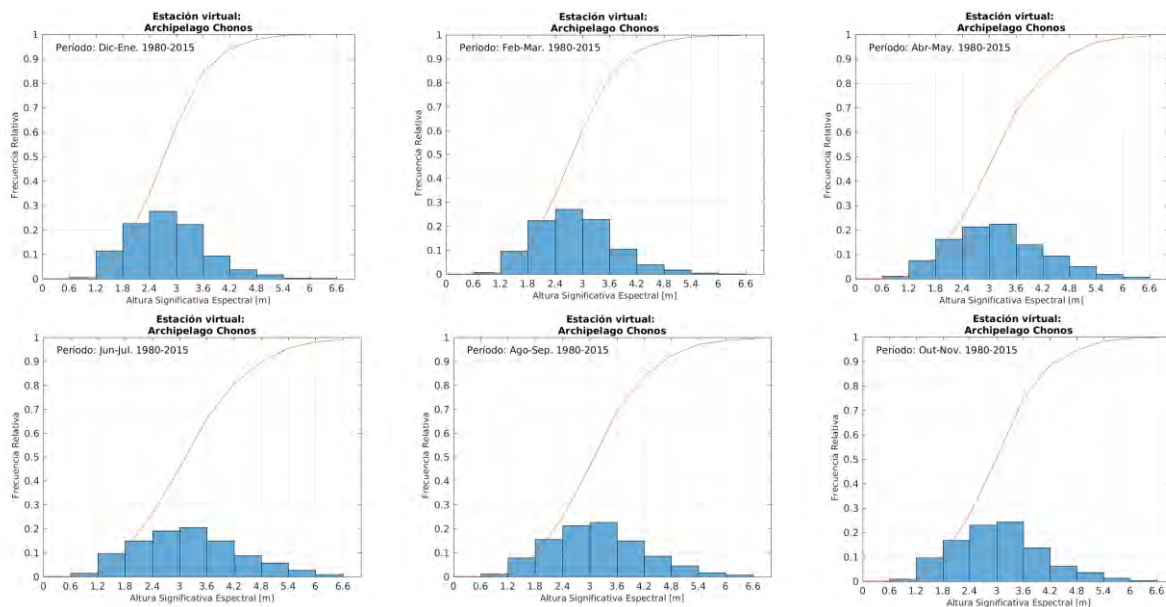 Estación virtual:
Archipelago Chonos
Período: Dic-Ene. 1980-2015
Frecuencia Relativa
1
0.9
0.8
0.7
0.6
0.5
0.4
0.3
0.2
0.1
0
0 0.6 1.2 1.8 2.4 3 3.6 4.2 4.8 5.4 6 6.6
Altura Significativa Espectral [m]
Estación virtual:
Archipelago Chonos
Período: Feb-Mar. 1980-2015
Frecuencia Relativa
1
0.9
0.8
0.7
0.6
0.5
0.4
0.3
0.2
0.1
0
0 0.6 1.2 1.8 2.4 3 3.6 4.2 4.8 5.4 6 6.6
Altura Significativa Espectral [m]
Estación virtual:
Archipelago Chonos
Período: Abr-May. 1980-2015
Frecuencia Relativa
1
0.9
0.8
0.7
0.6
0.5
0.4
0.3
0.2
0.1
0
0 0.6 1.2 1.8 2.4 3 3.6 4.2 4.8 5.4 6 6.6
Altura Significativa Espectral [m]
Estación virtual:
Archipelago Chonos
Período: Jun-Jul. 1980-2015
Frecuencia Relativa
1
0.9
0.8
0.7
0.6
0.5
0.4
0.3
0.2
0.1
0
0 0.6 1.2 1.8 2.4 3 3.6 4.2 4.8 5.4 6 6.6
Altura Significativa Espectral [m]
Estación virtual:
Archipelago Chonos
Período: Ago-Sep. 1980-2015
Frecuencia Relativa
1
0.9
0.8
0.7
0.6
0.5
0.4
0.3
0.2
0.1
0
0 0.6 1.2 1.8 2.4 3 3.6 4.2 4.8 5.4 6 6.6
Altura Significativa Espectral [m]
Estación virtual:
Archipelago Chonos
Período: Out-Nov. 1980-2015
Frecuencia Relativa
1
0.9
0.8
0.7
0.6
0.5
0.4
0.3
0.2
0.1
0
0 0.6 1.2 1.8 2.4 3 3.6 4.2 4.8 5.4 6 6.6
Altura Significativa Espectral [m]